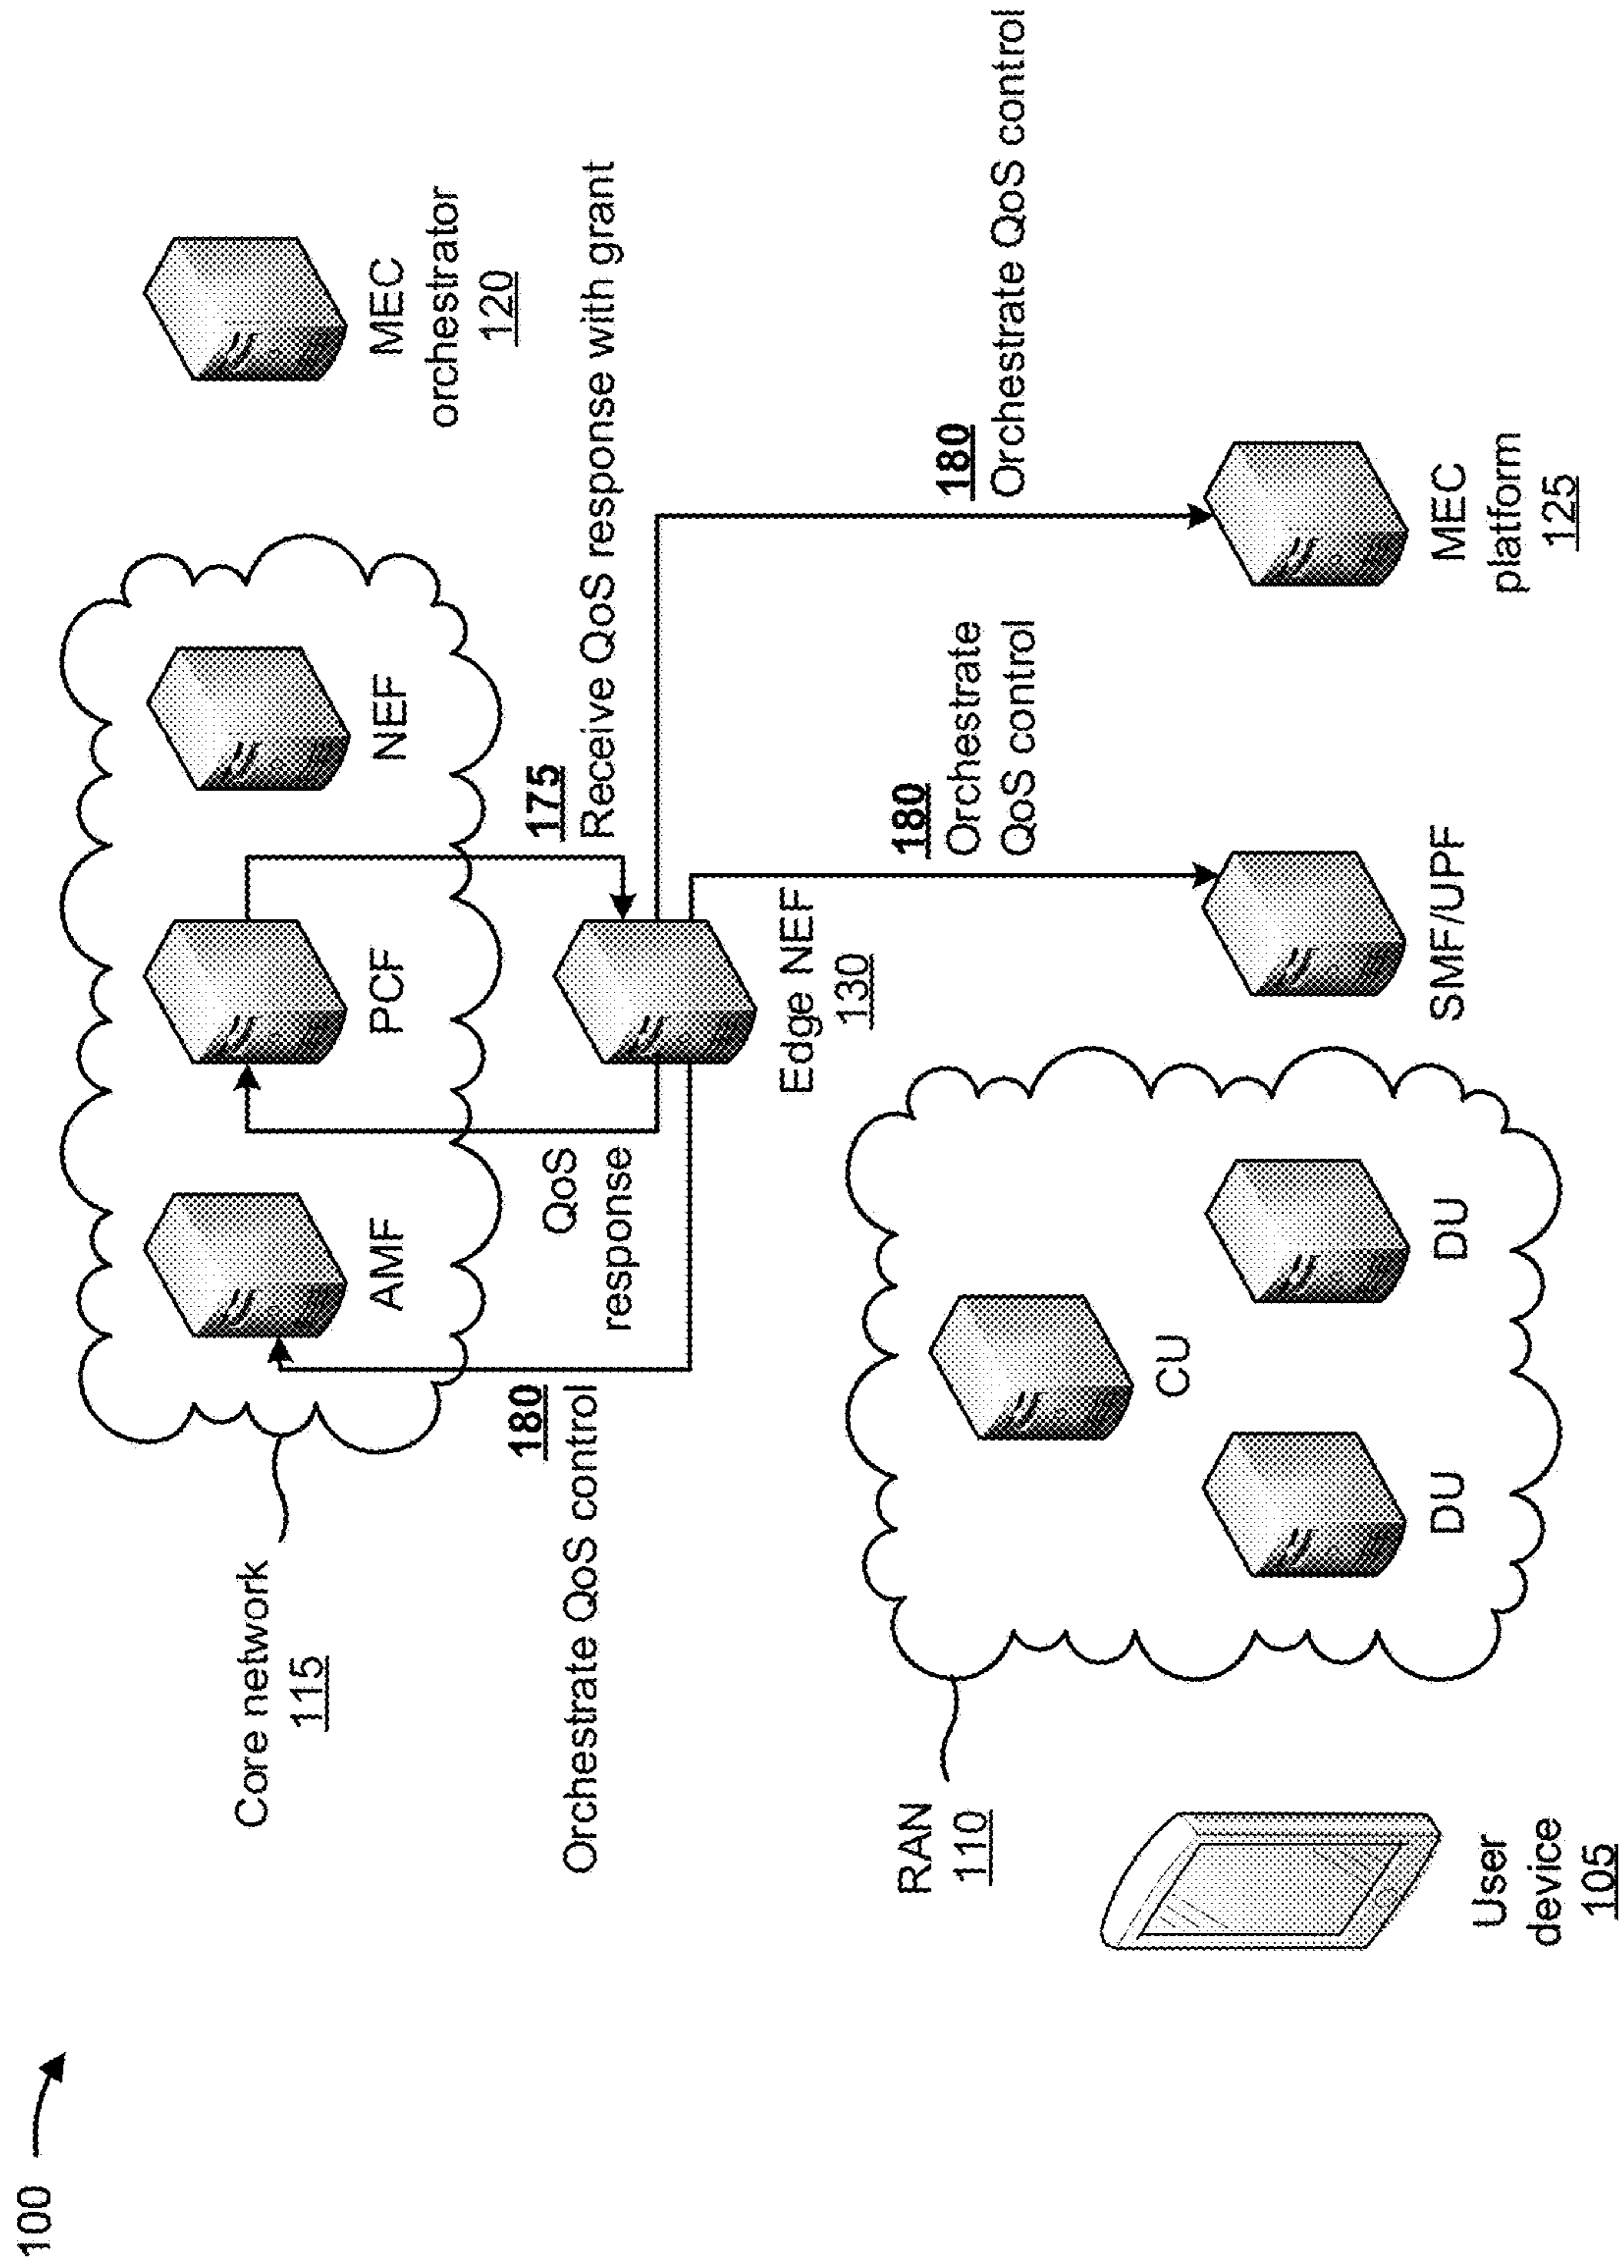 100
Core network
115
AMF
PCF
NEF
MEC
orchestrator
120
180
Orchestrate QoS control
QoS
response
175
Receive QoS response with grant
Edge NEF
130
180
Orchestrate
QoS control
180
Orchestrate QoS control
RAN
110
CU
DU
DU
SMF/UPF
MEC
platform
125
User
device
105